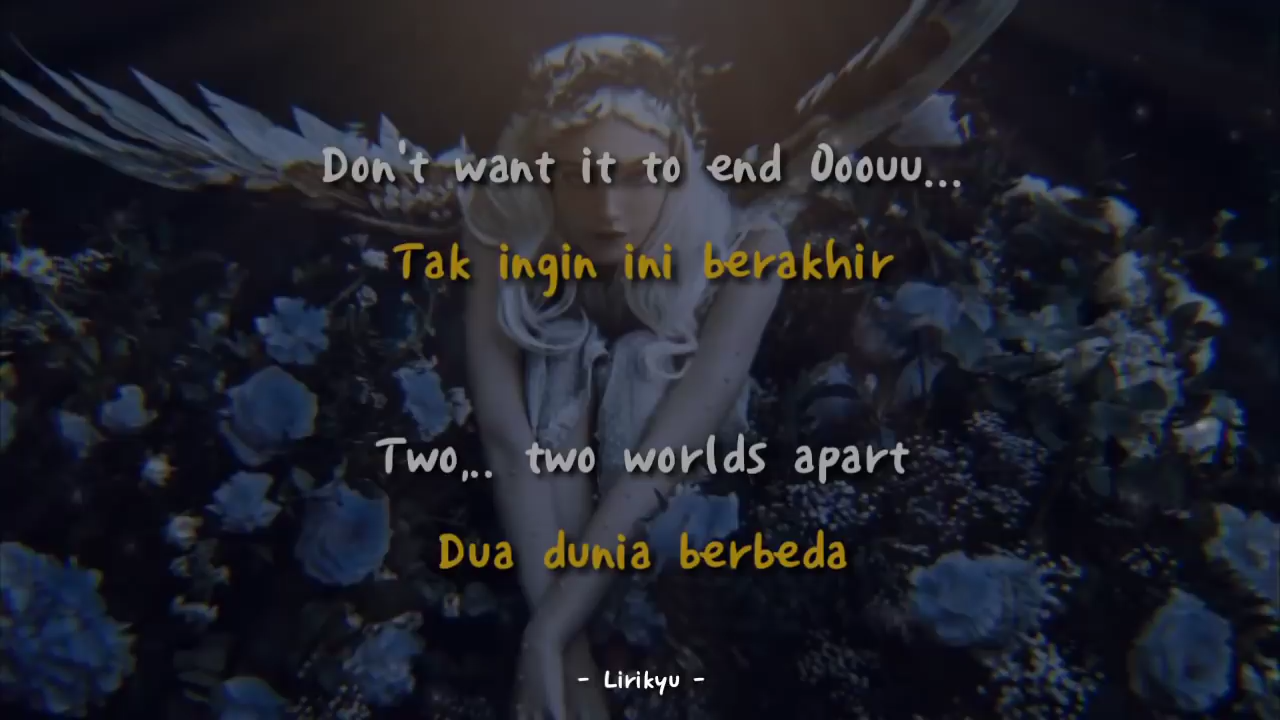 Don't want it to end Ooouu...
Tak ingin ini berakhir
Two,.. two worlds apart
Dua dunia berbeda
- Lirikyu -